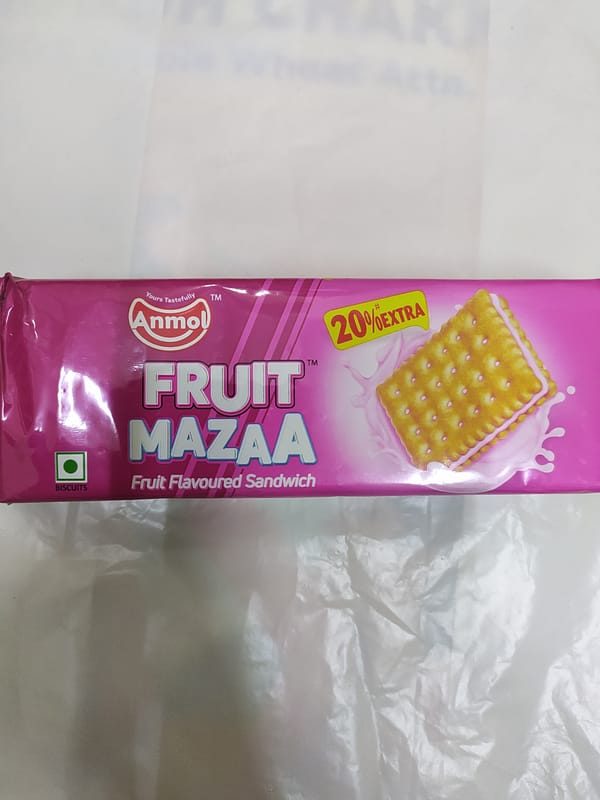 Yours Tastefully
Anmol TM
20%# EXTRA
FRUIT TM
MAZAA
Fruit Flavoured Sandwich
BISCUITS